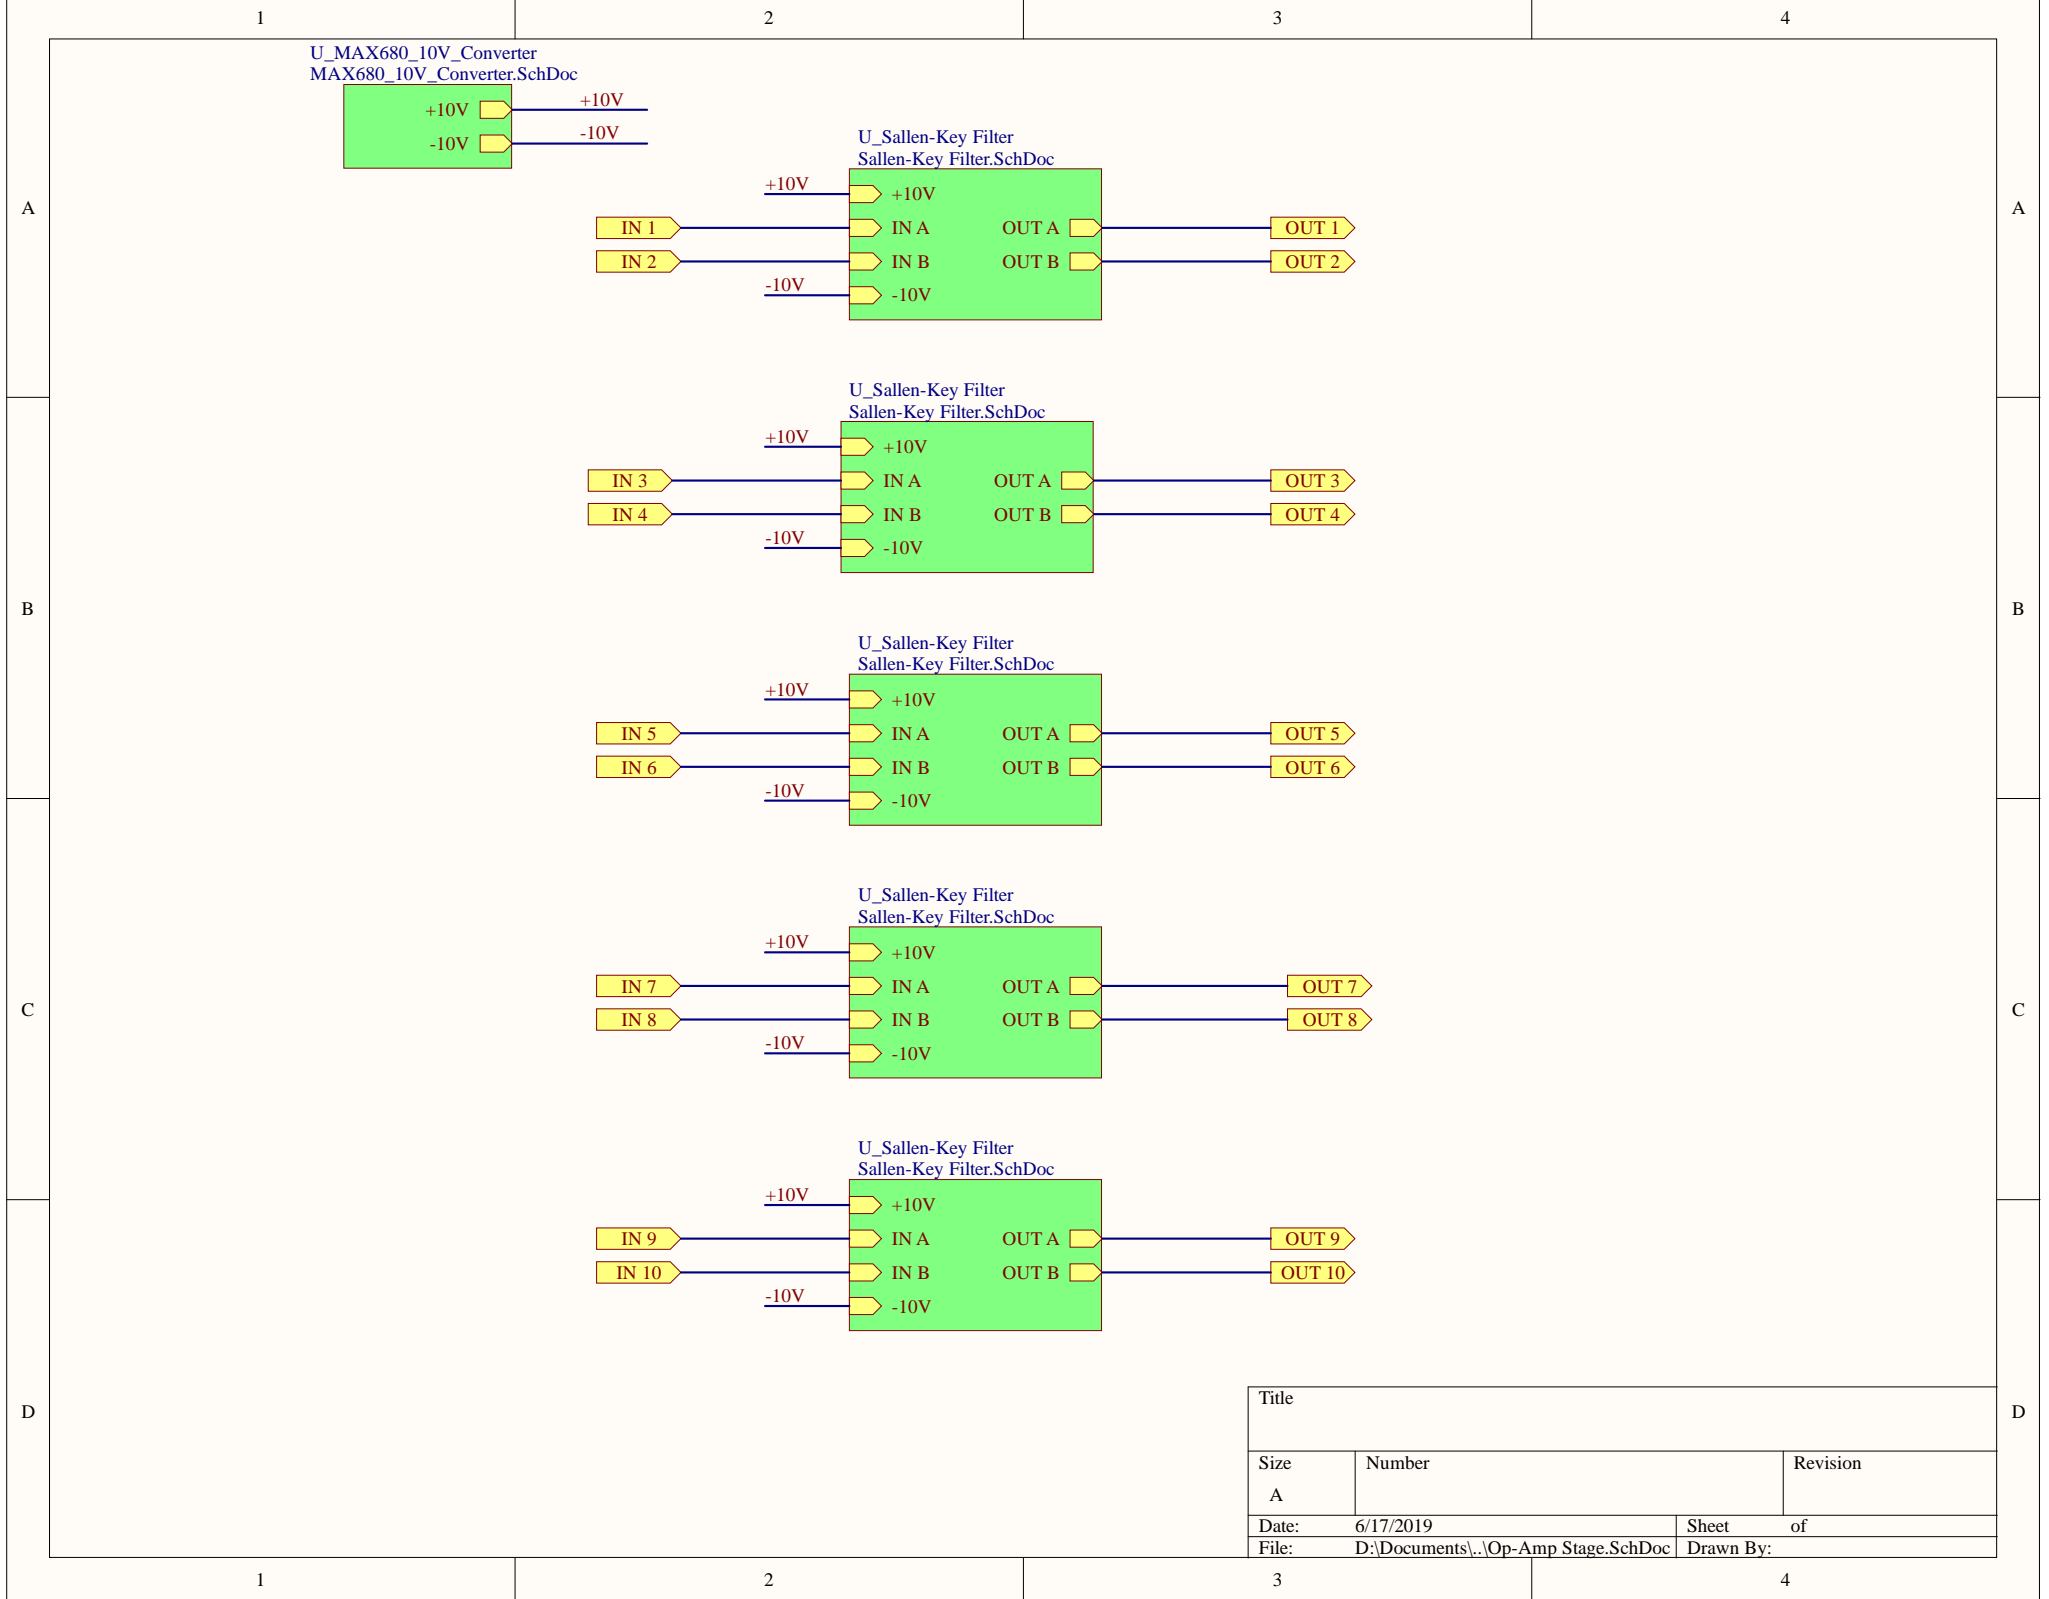 1 2 3 4
U_MAX680_10V_Converter
MAX680_10V_Converter.SchDoc
+10V +10V
-10V -10V
A A
U_Sallen-Key Filter
Sallen-Key Filter.SchDoc
+10V +10V
IN 1 IN A OUT A OUT 1
IN 2 IN B OUT B OUT 2
-10V -10V
U_Sallen-Key Filter
Sallen-Key Filter.SchDoc
+10V +10V
IN 3 IN A OUT A OUT 3
IN 4 IN B OUT B OUT 4
-10V -10V
B B
U_Sallen-Key Filter
Sallen-Key Filter.SchDoc
+10V +10V
IN 5 IN A OUT A OUT 5
IN 6 IN B OUT B OUT 6
-10V -10V
U_Sallen-Key Filter
Sallen-Key Filter.SchDoc
+10V +10V
IN 7 IN A OUT A OUT 7
C C
IN 8 IN B OUT B OUT 8
-10V -10V
U_Sallen-Key Filter
Sallen-Key Filter.SchDoc
+10V +10V
IN 9 IN A OUT A OUT 9
IN 10 IN B OUT B OUT 10
-10V -10V
D D
Title
Size Number Revision
A
Date: 6/17/2019 Sheet of
File: D:\Documents\..\Op-Amp Stage.SchDoc Drawn By:
1 2 3 4